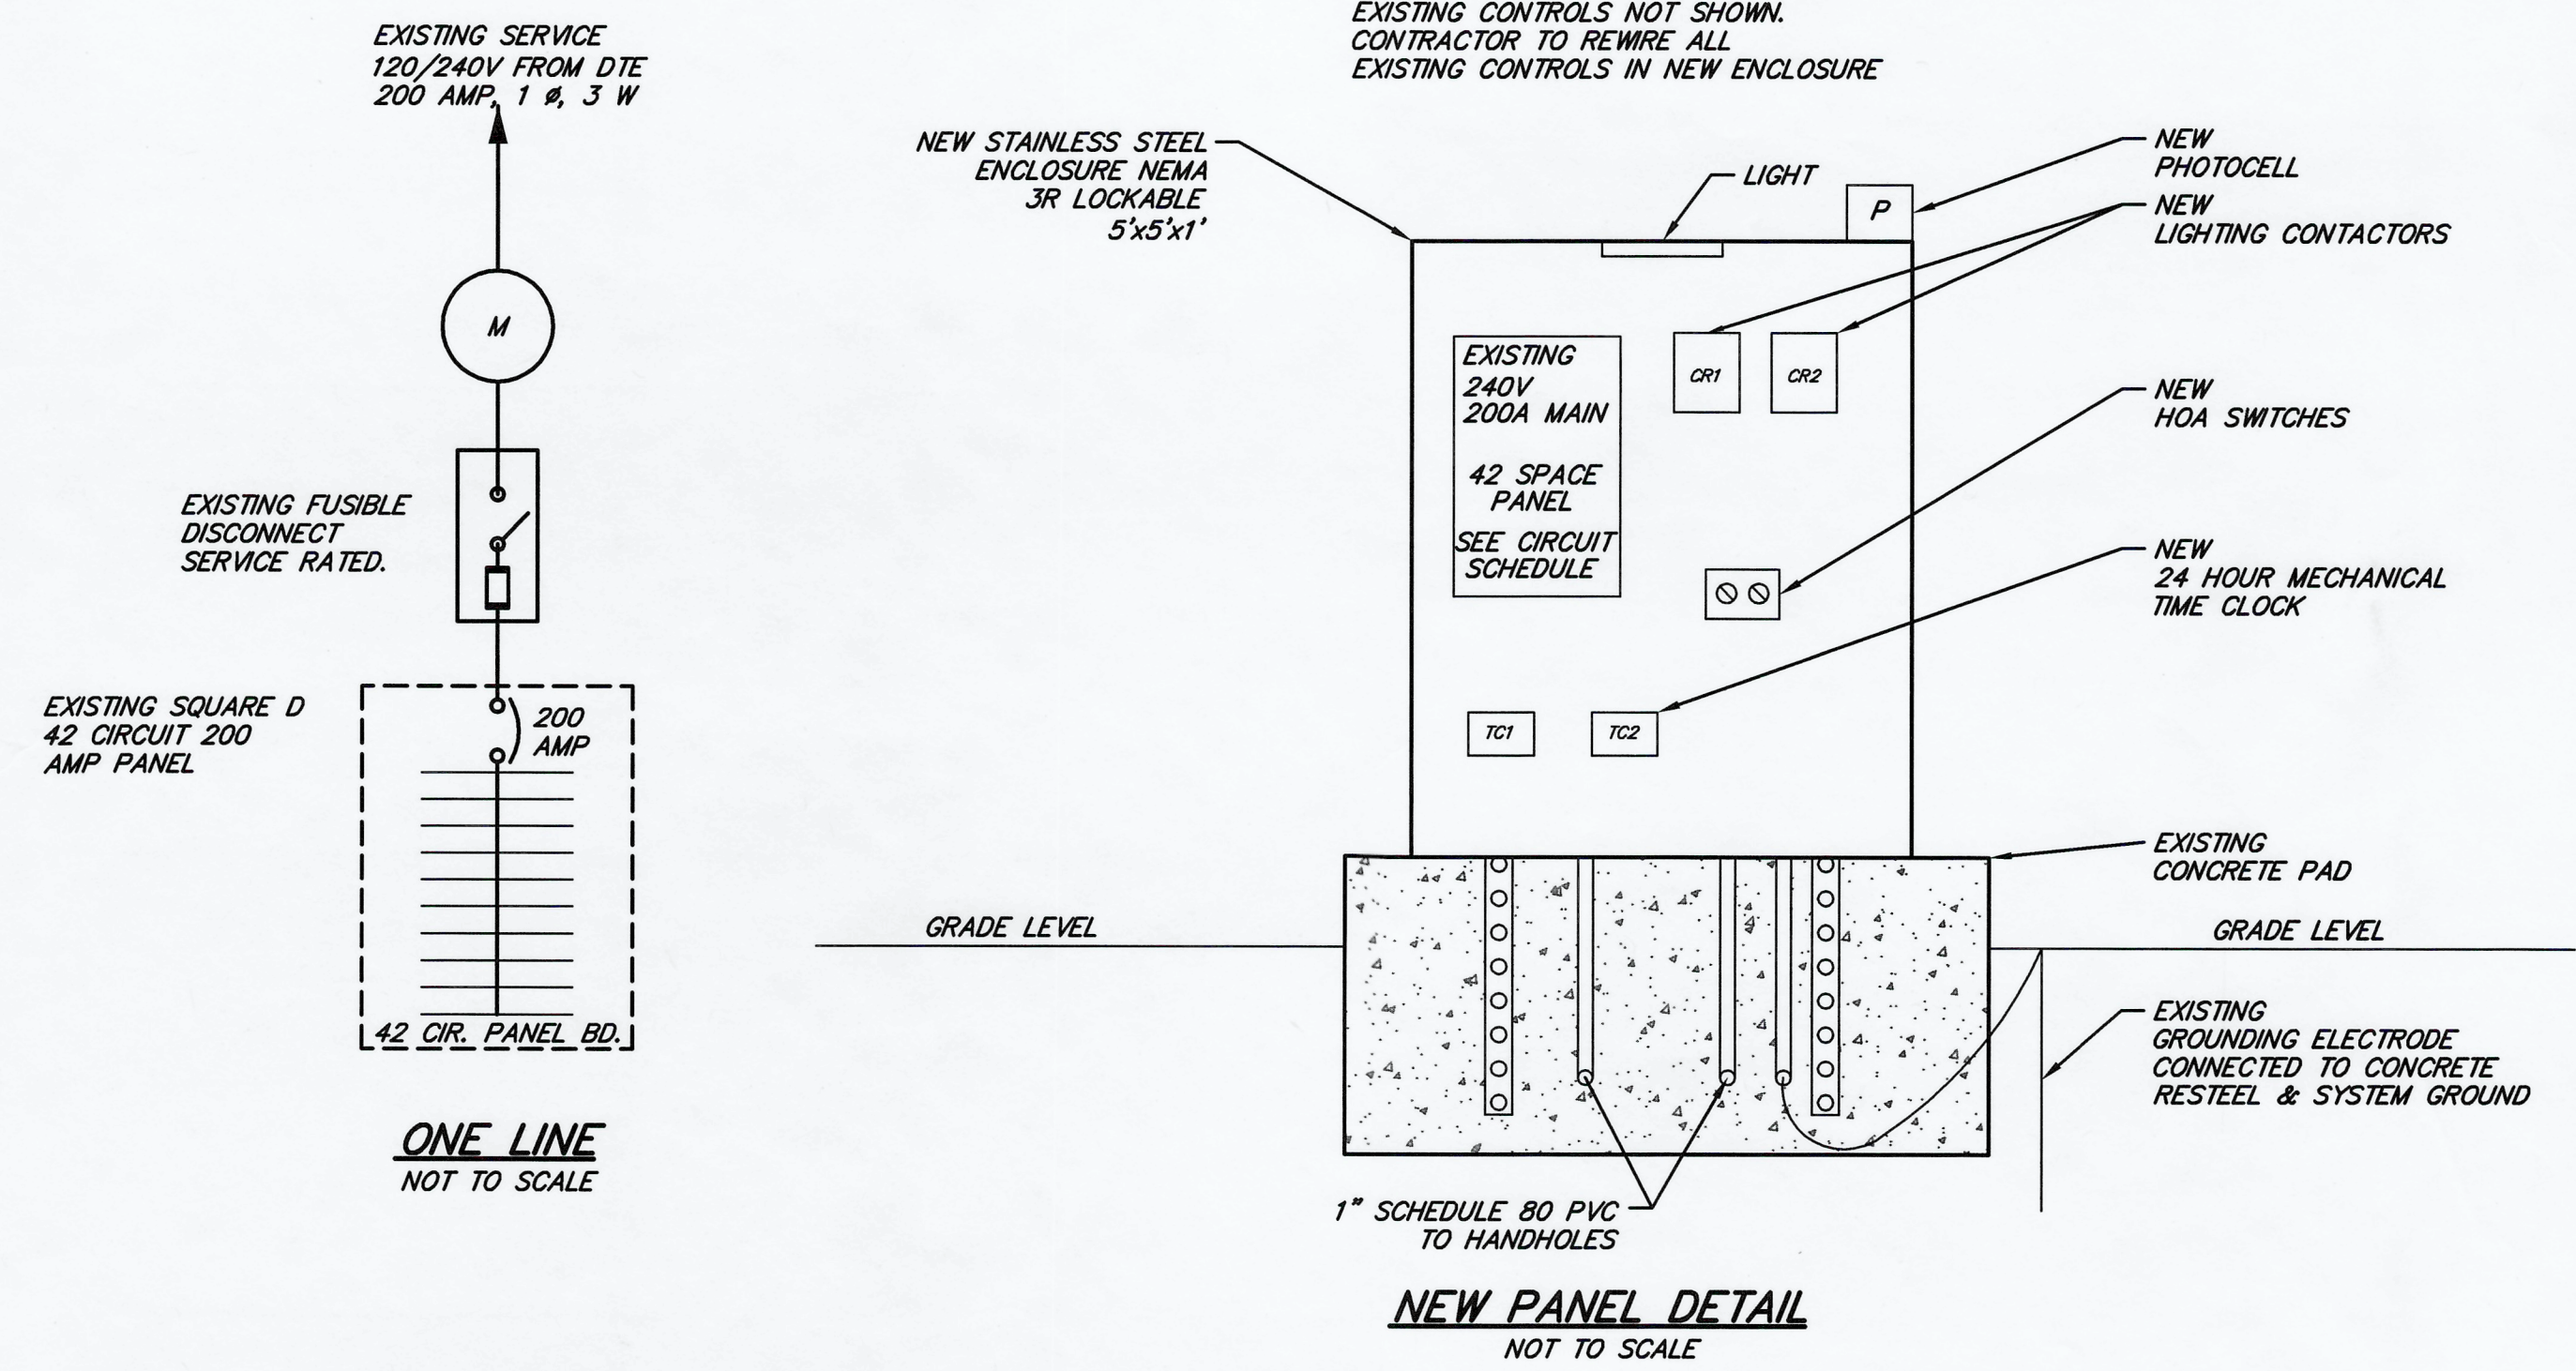 EXISTING SERVICE
120/240V FROM DTE
200 AMP, 1 ø, 3 W
M
EXISTING FUSIBLE
DISCONNECT
SERVICE RATED.
EXISTING SQUARE D
42 CIRCUIT 200
AMP PANEL
200
AMP
42 CIR. PANEL BD.
ONE LINE
NOT TO SCALE
EXISTING CONTROLS NOT SHOWN.
CONTRACTOR TO REWIRE ALL
EXISTING CONTROLS IN NEW ENCLOSURE
NEW STAINLESS STEEL
ENCLOSURE NEMA
3R LOCKABLE
5'x5'x1'
LIGHT
P
NEW
PHOTOCELL
NEW
LIGHTING CONTACTORS
EXISTING
240V
200A MAIN
42 SPACE
PANEL
SEE CIRCUIT
SCHEDULE
CR1
CR2
NEW
HOA SWITCHES
NEW
24 HOUR MECHANICAL
TIME CLOCK
TC1
TC2
EXISTING
CONCRETE PAD
GRADE LEVEL
GRADE LEVEL
EXISTING
GROUNDING ELECTRODE
CONNECTED TO CONCRETE
RESTEEL & SYSTEM GROUND
1" SCHEDULE 80 PVC
TO HANDHOLES
NEW PANEL DETAIL
NOT TO SCALE